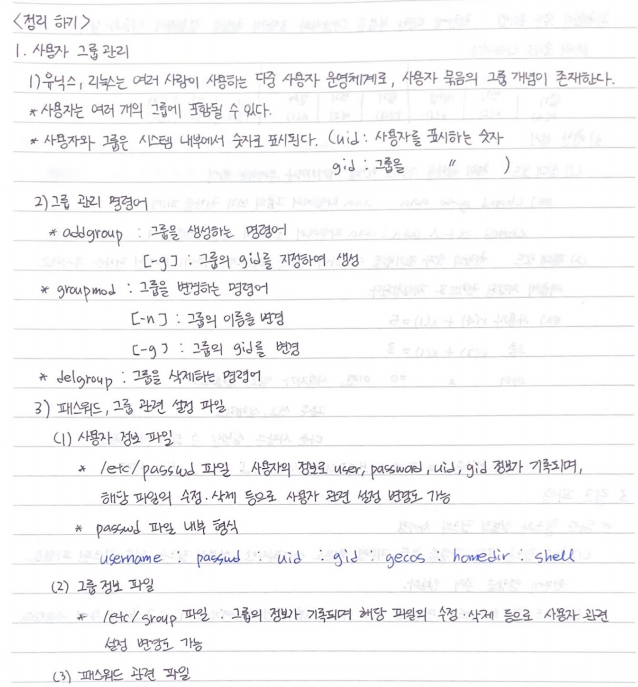 <정리 하기>
1. 사용자 그룹 관리
1) 유닉스, 리눅스는 여러 사람이 사용하는 다중 사용자 운영체계로, 사용자 묶음의 그룹 개념이 존재한다.
* 사용자는 여러 개의 그룹에 포함될 수 있다.
* 사용자와 그룹은 시스템 내부에서 숫자로 표시된다. (uid : 사용자를 표시하는 숫자
gid : 그룹을 〃 )
2) 그룹 관리 명령어
* addgroup : 그룹을 생성하는 명령어
[-g] : 그룹의 gid를 지정하여 생성
* groupmod : 그룹을 변경하는 명령어
[-n] : 그룹의 이름을 변경
[-g] : 그룹의 gid를 변경
* delgroup : 그룹을 삭제하는 명령어
3) 패스워드, 그룹 관련 설정 파일
(1) 사용자 정보 파일
* /etc/passwd 파일 : 사용자의 정보로 user, password, uid, gid 정보가 기록되며,
해당 파일의 수정·삭제 등으로 사용자 관련 설정 변경도 가능
* passwd 파일 내부 형식
username : passwd : uid : gid : gecos : homedir : shell
(2) 그룹 정보 파일
* /etc/sroup 파일 : 그룹의 정보가 기록되며 해당 파일의 수정·삭제 등으로 사용자 관련
설정 변경도 가능
(3) 패스워드 관련 파일